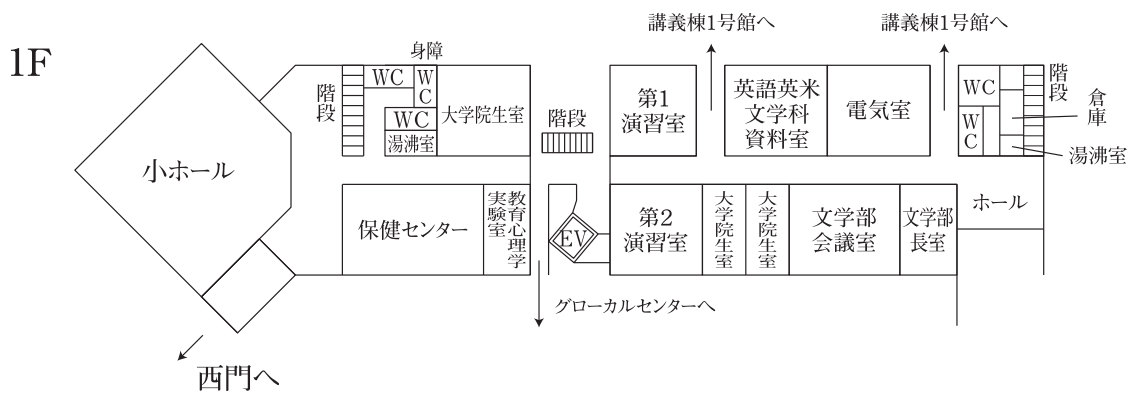 1F
講義棟1号館へ
講義棟1号館へ
身障
階段
WC
WC
WC
湯沸室
大学院生室
階段
第1
演習室
英語英米
文学科
資料室
電気室
WC
WC
階段
倉庫
湯沸室
小ホール
保健センター
教育心理学
実験室
EV
第2
演習室
大学院生室
大学院生室
文学部
会議室
文学部
長室
ホール
グローカルセンターへ
西門へ